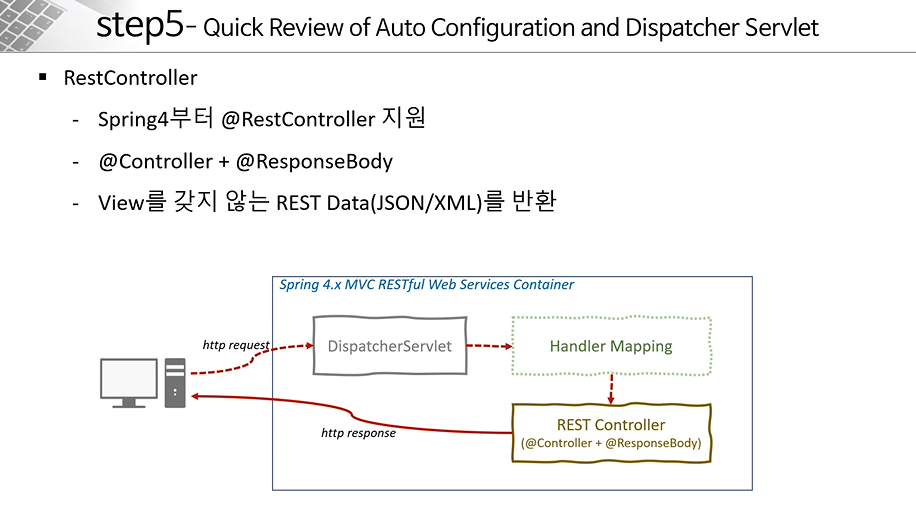 step5- Quick Review of Auto Configuration and Dispatcher Servlet
▪ RestController
- Spring4부터 @RestController 지원
- @Controller + @ResponseBody
- View를 갖지 않는 REST Data(JSON/XML)를 반환
Spring 4.x MVC RESTful Web Services Container
http request
DispatcherServlet
Handler Mapping
REST Controller
(@Controller + @ResponseBody)
http response